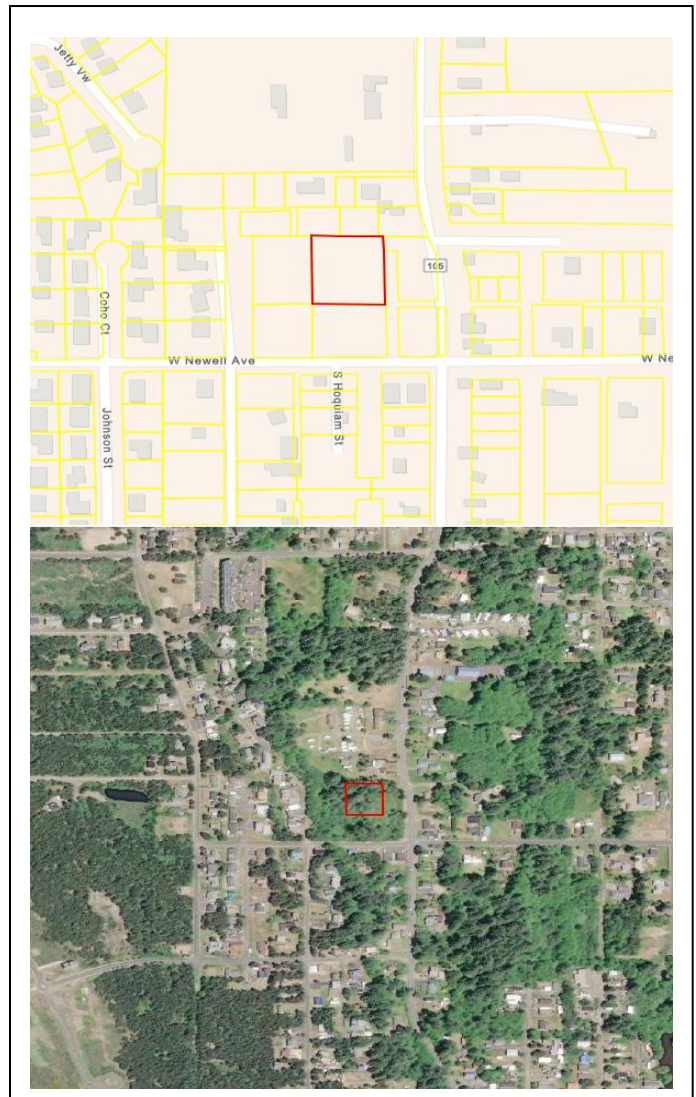 Jetty Vw
105
Coho Ct
W Newell Ave
W Ne
S Hoquiam St
Johnson St